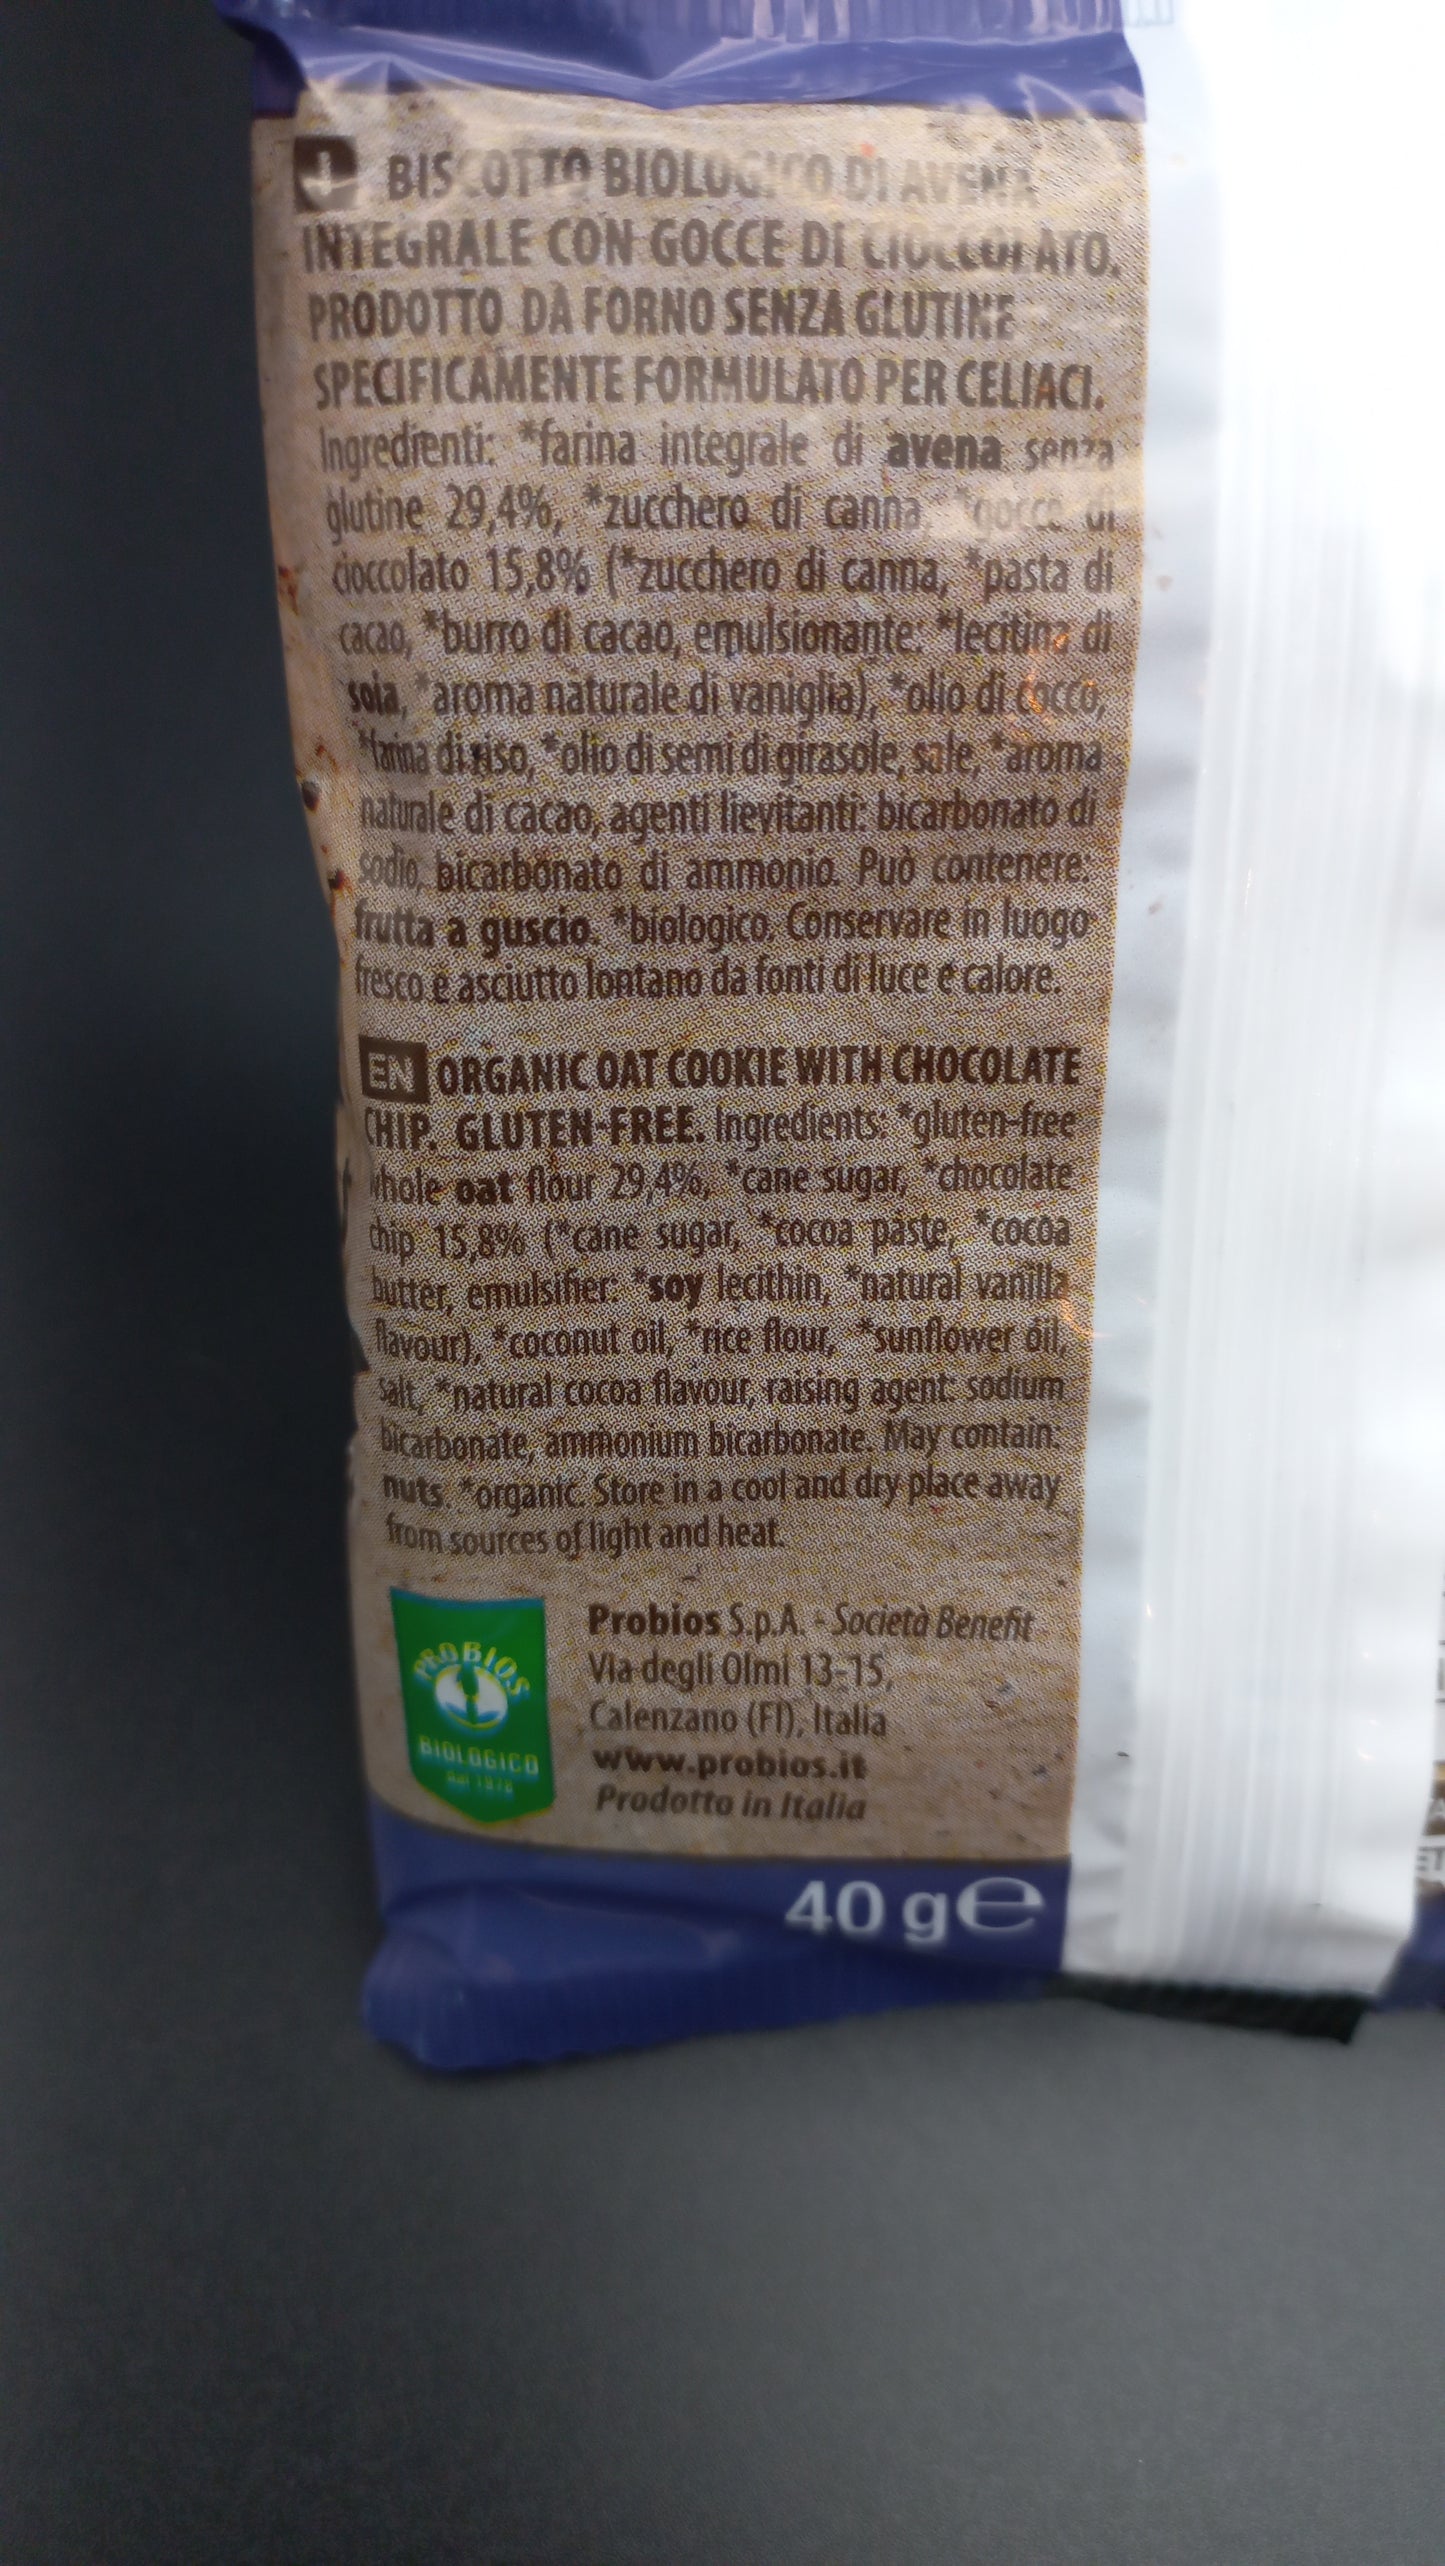 BISCOTTO BIOLOGICO DI AVENA
INTEGRALE CON GOCCE DI CIOCCOLATO.
PRODOTTO DA FORNO SENZA GLUTINE
SPECIFICAMENTE FORMULATO PER CELIACI.
Ingredienti: *farina integrale di avena senza
glutine 29,4%, *zucchero di canna, *gocce di
cioccolato 15,8% (*zucchero di canna, *pasta di
cacao, *burro di cacao, emulsionante: *lecitina di
soia, *aroma naturale di vaniglia), *olio di cocco,
*farina di riso, *olio di semi di girasole, sale, *aroma
naturale di cacao, agenti lievitanti: bicarbonato di
sodio, bicarbonato di ammonio. Può contenere:
frutta a guscio. *biologico. Conservare in luogo
fresco e asciutto lontano da fonti di luce e calore.
EN ORGANIC OAT COOKIE WITH CHOCOLATE
CHIP. GLUTEN-FREE. Ingredients: *gluten-free
whole oat flour 29,4%, *cane sugar, *chocolate
chip 15,8% (*cane sugar, *cocoa paste, *cocoa
butter, emulsifier: *soy lecithin, *natural vanilla
flavour), *coconut oil, *rice flour, *sunflower oil,
salt, *natural cocoa flavour, raising agent: sodium
bicarbonate, ammonium bicarbonate. May contain:
nuts. *organic. Store in a cool and dry place away
from sources of light and heat.
PROBIOS
BIOLOGICO
dal 1978
Probios S.p.A. - Società Benefit
Via degli Olmi 13-15,
Calenzano (FI), Italia
www.probios.it
Prodotto in Italia
40 g e